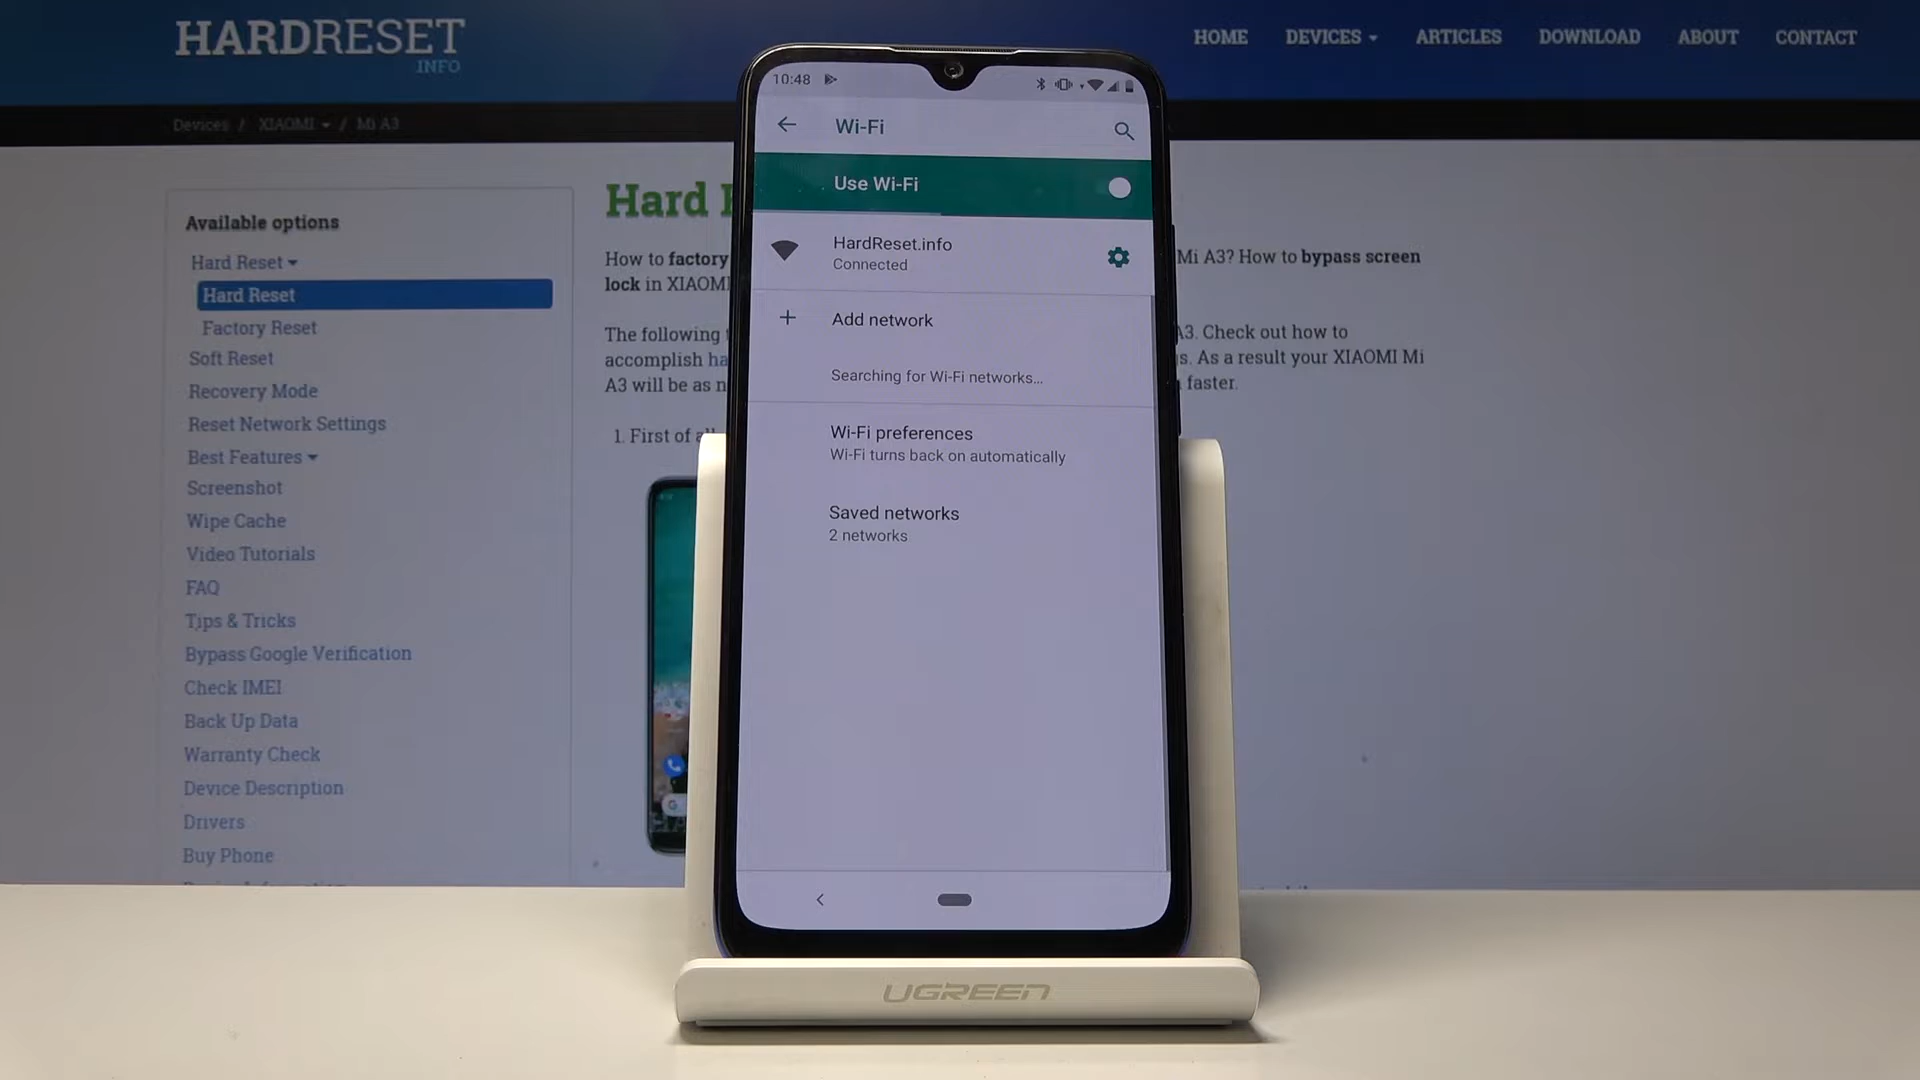 HARDRESET
INFO
HOME DEVICES ARTICLES DOWNLOAD ABOUT CONTACT
Devices / XIAOMI / Mi A3
Available options
Hard Reset
Hard Reset
Factory Reset
Soft Reset
Recovery Mode
Reset Network Settings
Best Features
Screenshot
Wipe Cache
Video Tutorials
FAQ
Tips & Tricks
Bypass Google Verification
Check IMEI
Back Up Data
Warranty Check
Device Description
Drivers
Buy Phone
Hard
How to factory Mi A3? How to bypass screen
lock in XIAOMI
The following A3. Check out how to
accomplish s. As a result your XIAOMI Mi
A3 will be as faster.
1. First of
10:48
Wi-Fi
Use Wi-Fi
HardReset.info
Connected
Add network
Searching for Wi-Fi networks...
Wi-Fi preferences
Wi-Fi turns back on automatically
Saved networks
2 networks
UGREEN